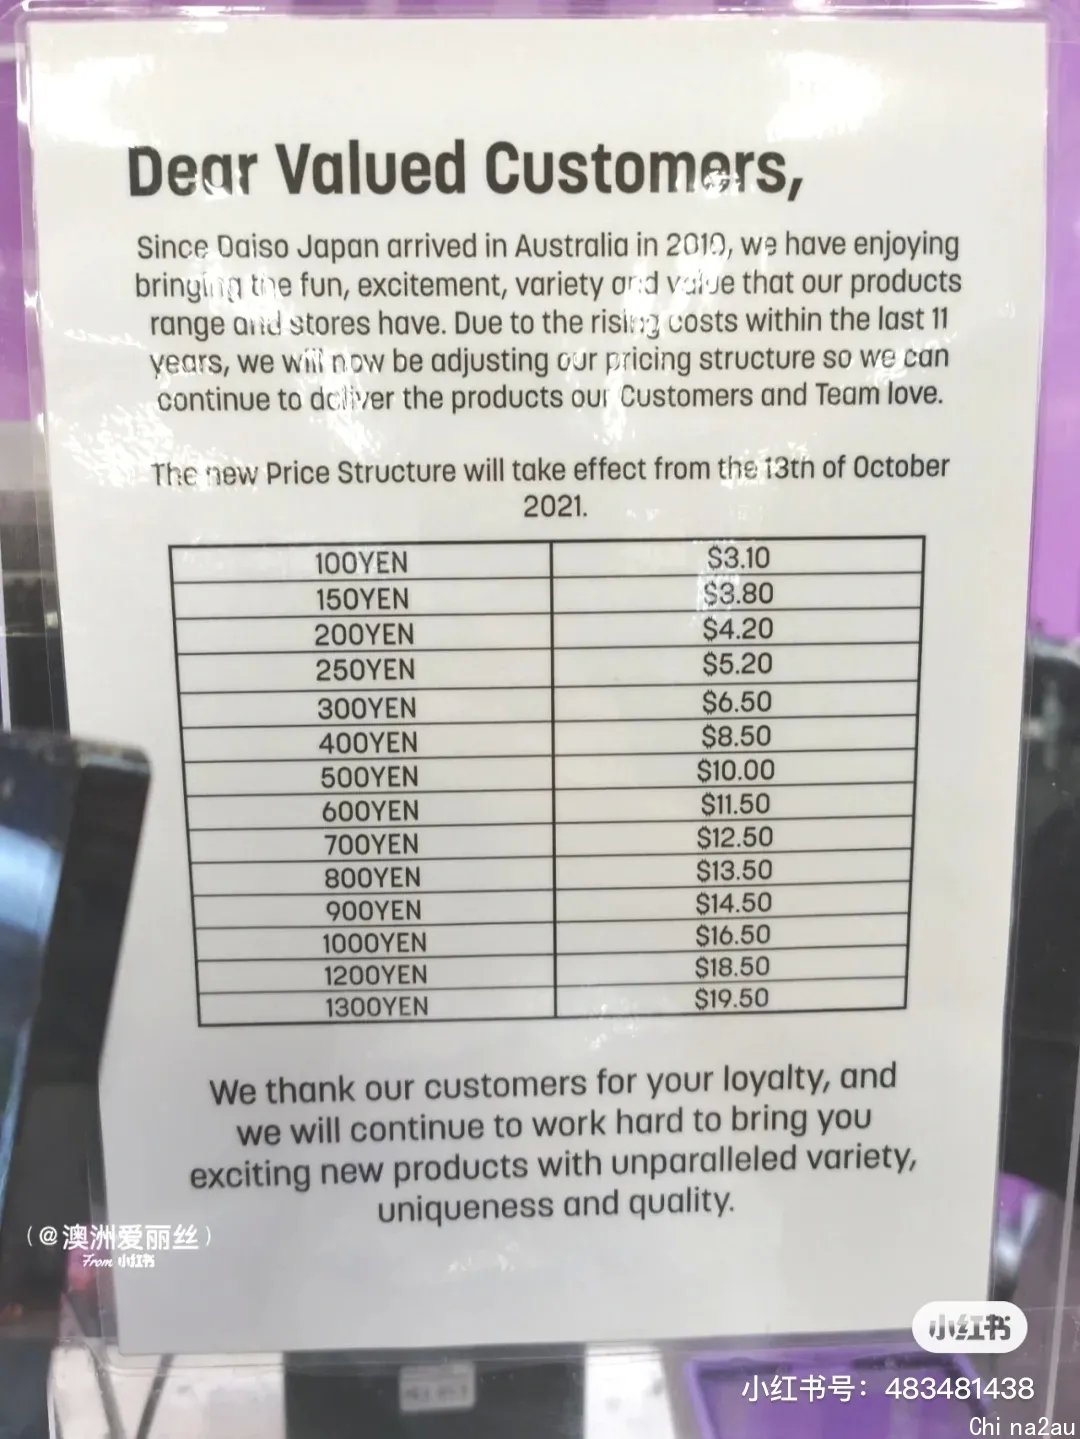 Dear Valued Customers,
Since Daiso Japan arrived in Australia in 2010, we have enjoying
bringing the fun, excitement, variety and value that our products
range and stores have. Due to the rising costs within the last 11
years, we will now be adjusting our pricing structure so we can
continue to deliver the products our Customers and Team love.
The new Price Structure will take effect from the 13th of October
2021.
100YEN $3.10
150YEN $3.80
200YEN $4.20
250YEN $5.20
300YEN $6.50
400YEN $8.50
500YEN $10.00
600YEN $11.50
700YEN $12.50
800YEN $13.50
900YEN $14.50
1000YEN $16.50
1200YEN $18.50
1300YEN $19.50
We thank our customers for your loyalty, and
we will continue to work hard to bring you
exciting new products with unparalleled variety,
uniqueness and quality.
(@澳洲爱丽丝)
From 小红书
小红书
小红书号：483481438
China2au